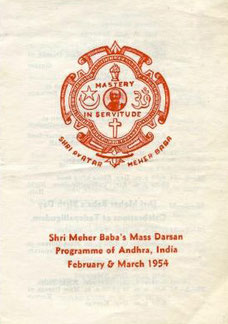 MASTERY
IN SERVITUDE
SHRI AVATAR MEHER BABA
Shri Meher Baba's Mass Darsan
Programme of Andhra, India
February & March 1954